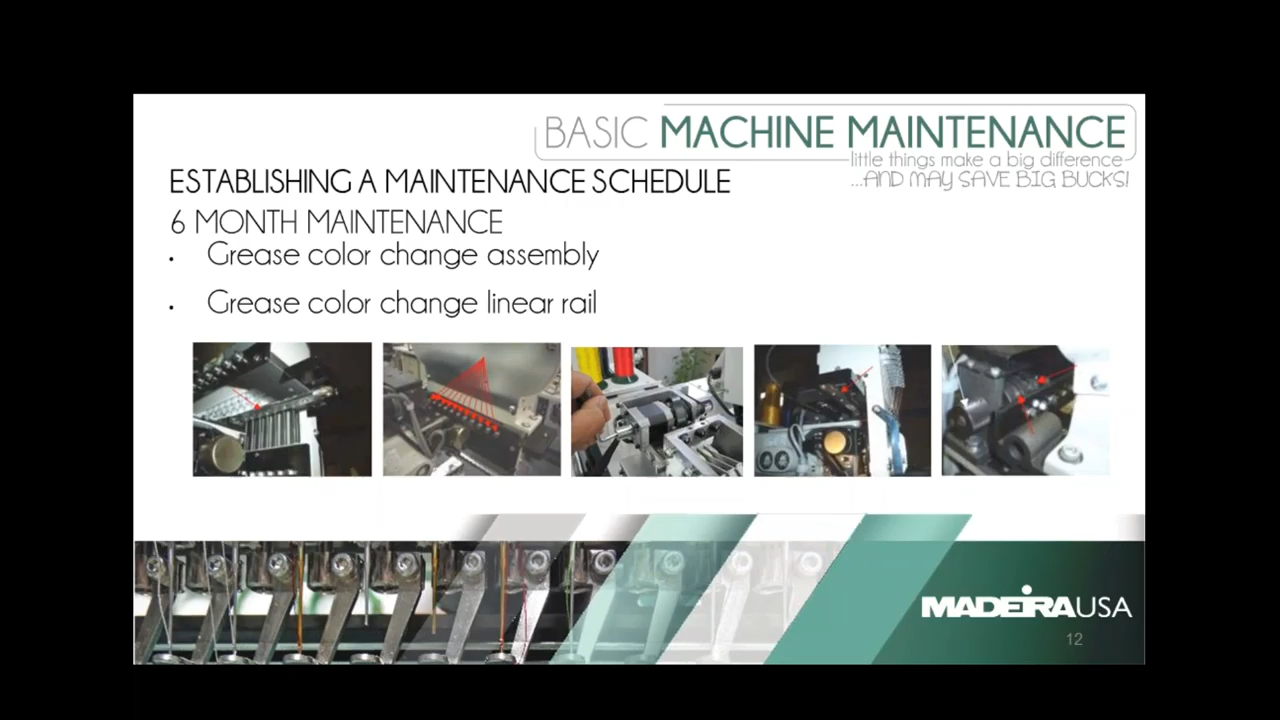 BASIC MACHINE MAINTENANCE
little things make a big difference
...AND MAY SAVE BIG BUCKS!
ESTABLISHING A MAINTENANCE SCHEDULE
6 MONTH MAINTENANCE
• Grease color change assembly
• Grease color change linear rail
MADEIRA USA
12